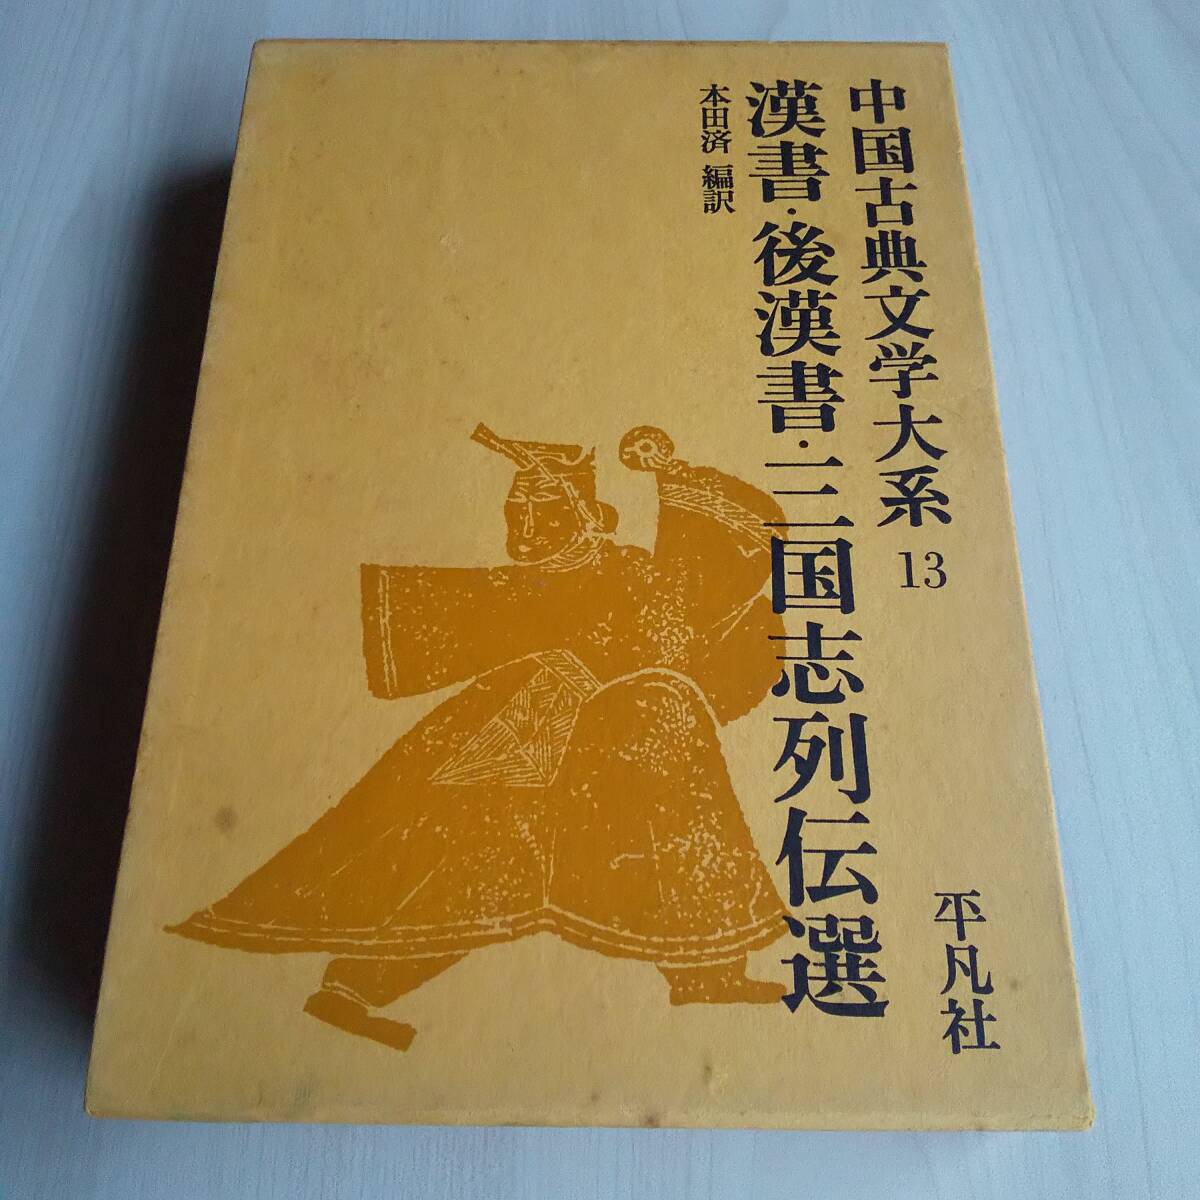 中国古典文学大系 13
漢書・後漢書・三国志列伝選
本田済 編訳
平凡社